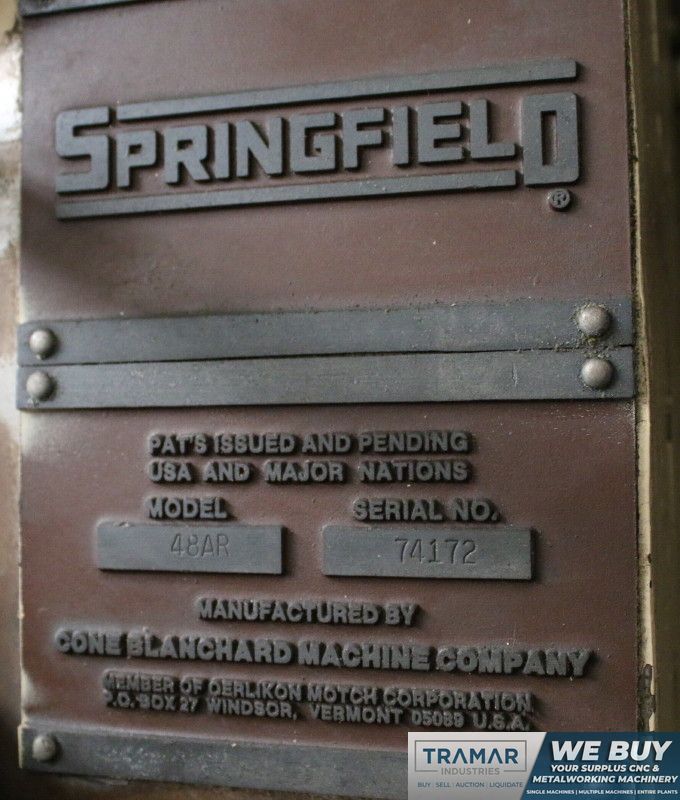 SPRINGFIELD®
PAT'S ISSUED AND PENDING
USA AND MAJOR NATIONS
MODEL SERIAL NO.
48AR 74172
MANUFACTURED BY
CONE BLANCHARD MACHINE COMPANY
MEMBER OF OERLIKON MOTCH CORPORATION
P.O. BOX 27 WINDSOR, VERMONT 05089 U.S.A.
TRAMAR
INDUSTRIES
BUY | SELL | AUCTION | LIQUIDATE
WE BUY
YOUR SURPLUS CNC &
METALWORKING MACHINERY
SINGLE MACHINES | MULTIPLE MACHINES | ENTIRE PLANTS